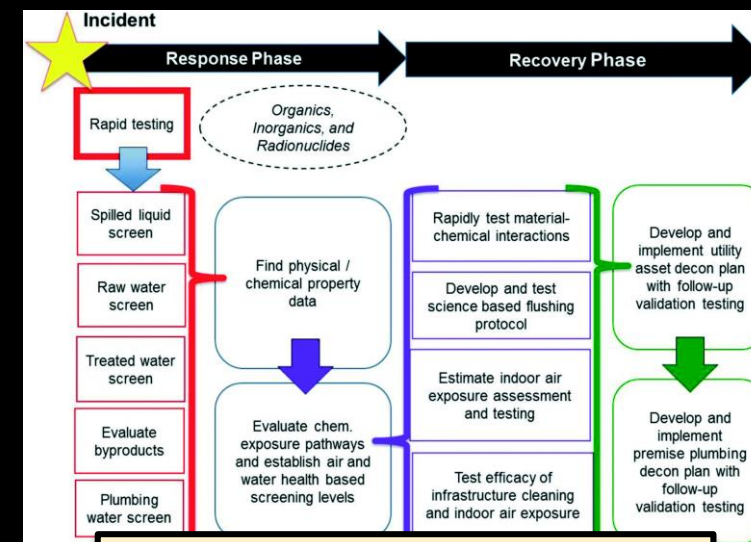 Incident
Response Phase
Recovery Phase
Rapid testing
Organics,
Inorganics, and
Radionuclides
Spilled liquid
screen
Raw water
screen
Treated water
screen
Evaluate
byproducts
Plumbing
water screen
Find physical /
chemical property
data
Evaluate chem.
exposure pathways
and establish air and
water health based
screening levels
Rapidly test material-
chemical interactions
Develop and test
science based flushing
protocol
Estimate indoor air
exposure assessment
and testing
Test efficacy of
infrastructure cleaning
and indoor air exposure
Develop and
implement utility
asset decon plan
with follow-up
validation testing
Develop and
implement
premise plumbing
decon plan with
follow-up
validation testing